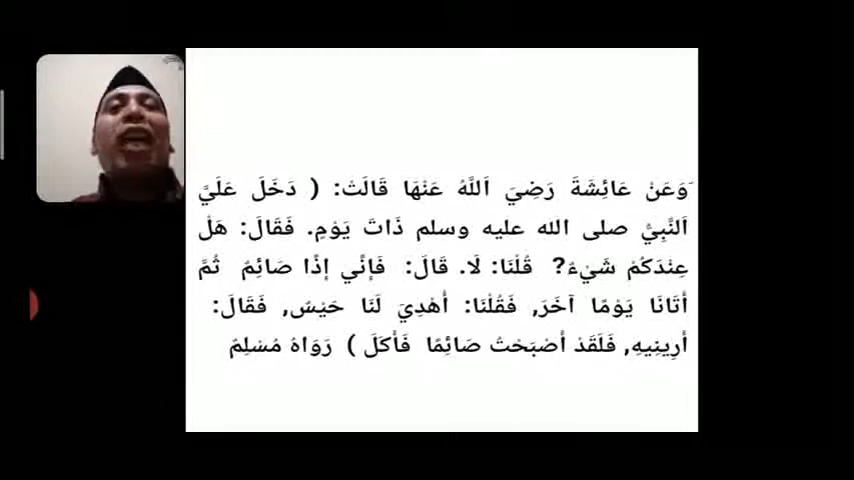 َوَعَنْ عَائِشَةَ رَضِيَ اَللَّهُ عَنْهَا قَالَتْ: ( دَخَلَ عَلَيَّ
اَلنَّبِيُّ صلى الله عليه وسلم ذَاتَ يَوْمٍ. فَقَالَ: هَلْ
عِنْدَكُمْ شَيْءٌ? قُلْنَا: لَا. قَالَ: فَإِنِّي إِذًا صَائِمٌ ثُمَّ
أَتَانَا يَوْمًا آخَرَ, فَقُلْنَا: أُهْدِيَ لَنَا حَيْسٌ, فَقَالَ:
أَرِينِيهِ, فَلَقَدْ أَصْبَحْتُ صَائِمًا فَأَكَلَ ) رَوَاهُ مُسْلِمٌ